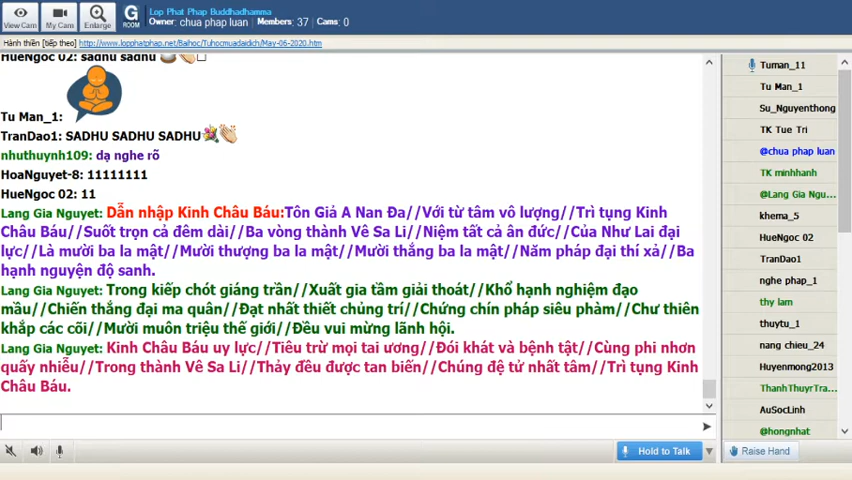 Lop Phat Phap Buddhadhamma
Owner: chua phap luan Members: 37 Cams: 0
View Cam
My Cam
Enlarge
G
ROOM
Hành thiền [tiếp theo] http://www.lopphatphap.net/Baihoc/Tuhocmuadaidich/May-06-2020.htm
HueNgoc 02: sadhu sadhu
Tu Man_1:
TranDao1: SADHU SADHU SADHU
nhuthuynh109: dạ nghe rõ
HoaNguyet-8: 11111111
HueNgoc 02: 11
Lang Gia Nguyet: Dẫn nhập Kinh Châu Báu:Tôn Giả A Nan Đa//Với từ tâm vô lượng//Trì tụng Kinh
Châu Báu//Suốt trọn cả đêm dài//Ba vòng thành Vê Sa Li//Niệm tất cả ân đức//Của Như Lai đại
lực//Là mười ba la mật//Mười thượng ba la mật//Mười thắng ba la mật//Năm pháp đại thí xả//Ba
hạnh nguyện độ sanh.
Lang Gia Nguyet: Trong kiếp chót giáng trần//Xuất gia tầm giải thoát//Khổ hạnh nghiệm đạo
mầu//Chiến thắng đại ma quân//Đạt nhất thiết chủng trí//Chứng chín pháp siêu phàm//Chư thiên
khắp các cõi//Mười muôn triệu thế giới//Đều vui mừng lãnh hội.
Lang Gia Nguyet: Kinh Châu Báu uy lực//Tiêu trừ mọi tai ương//Đói khát và bệnh tật//Cùng phi nhơn
quấy nhiễu//Trong thành Vê Sa Li//Thảy đều được tan biến//Chúng đệ tử nhất tâm//Trì tụng Kinh
Châu Báu.
Hold to Talk
Tuman_11
Tu Man_1
Su_Nguyenthong
TK Tue Tri
@chua phap luan
TK minhhanh
@Lang Gia Ngu...
khema_5
HueNgoc 02
TranDao1
nghe phap_1
thy lam
thuytu_1
nang chieu_24
Huyenmong2013
ThanhThuyrTra...
AuSocLinh
@hongnhat
Raise Hand